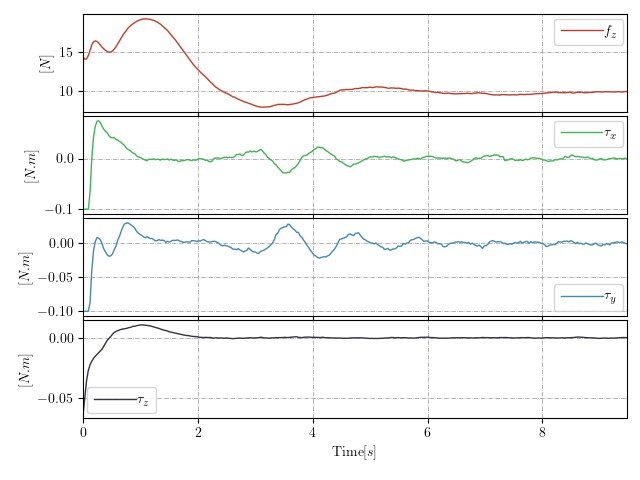 [N]
15
10
f_z
[N.m]
0.0
−0.1
τ_x
[N.m]
0.00
−0.05
−0.10
τ_y
[N.m]
0.00
−0.05
τ_z
0 2 4 6 8
Time[s]